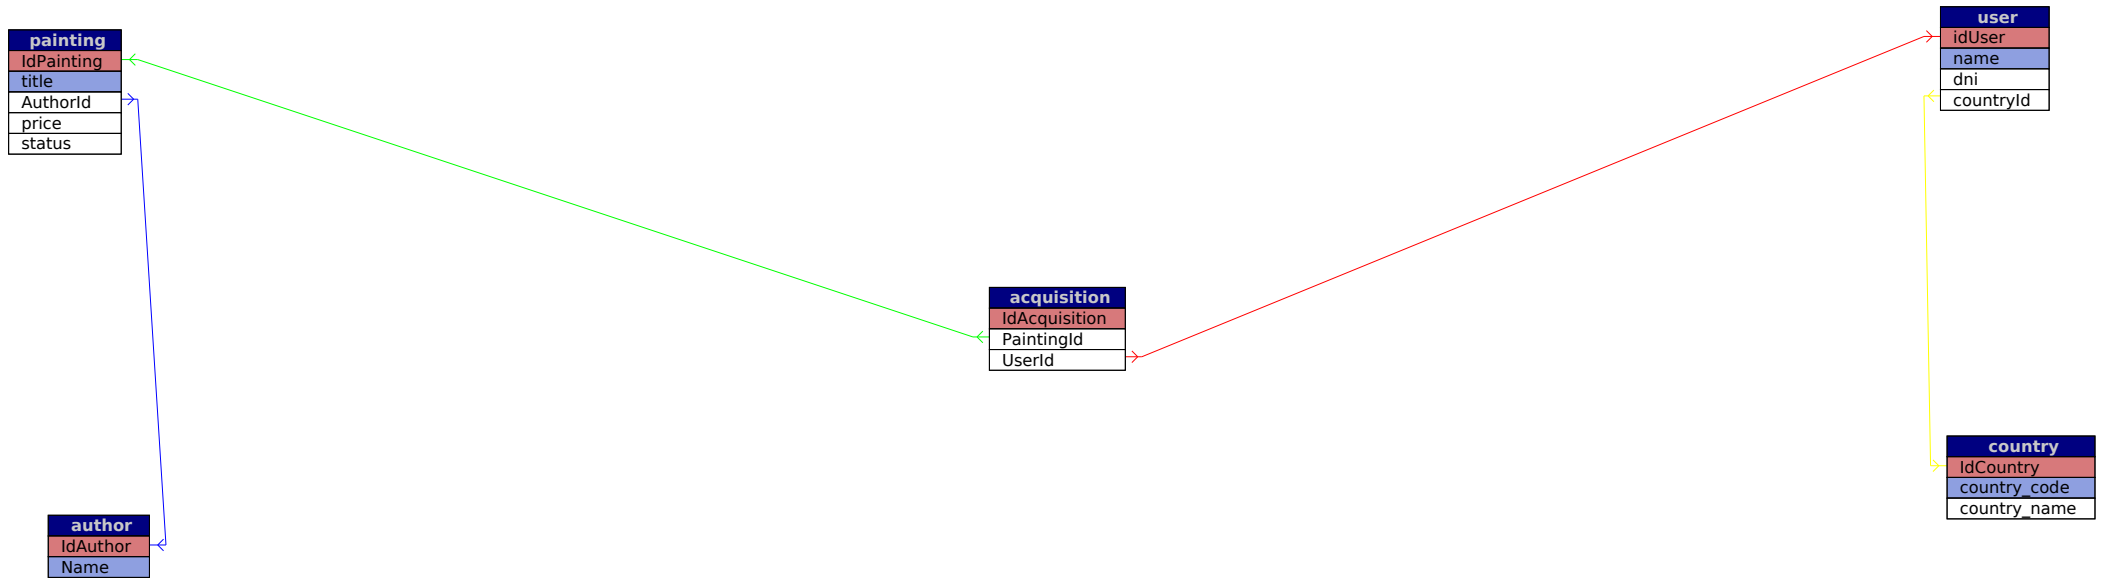 painting
IdPainting
title
AuthorId
price
status
user
idUser
name
dni
countryId
acquisition
IdAcquisition
PaintingId
UserId
country
IdCountry
country_code
country_name
author
IdAuthor
Name